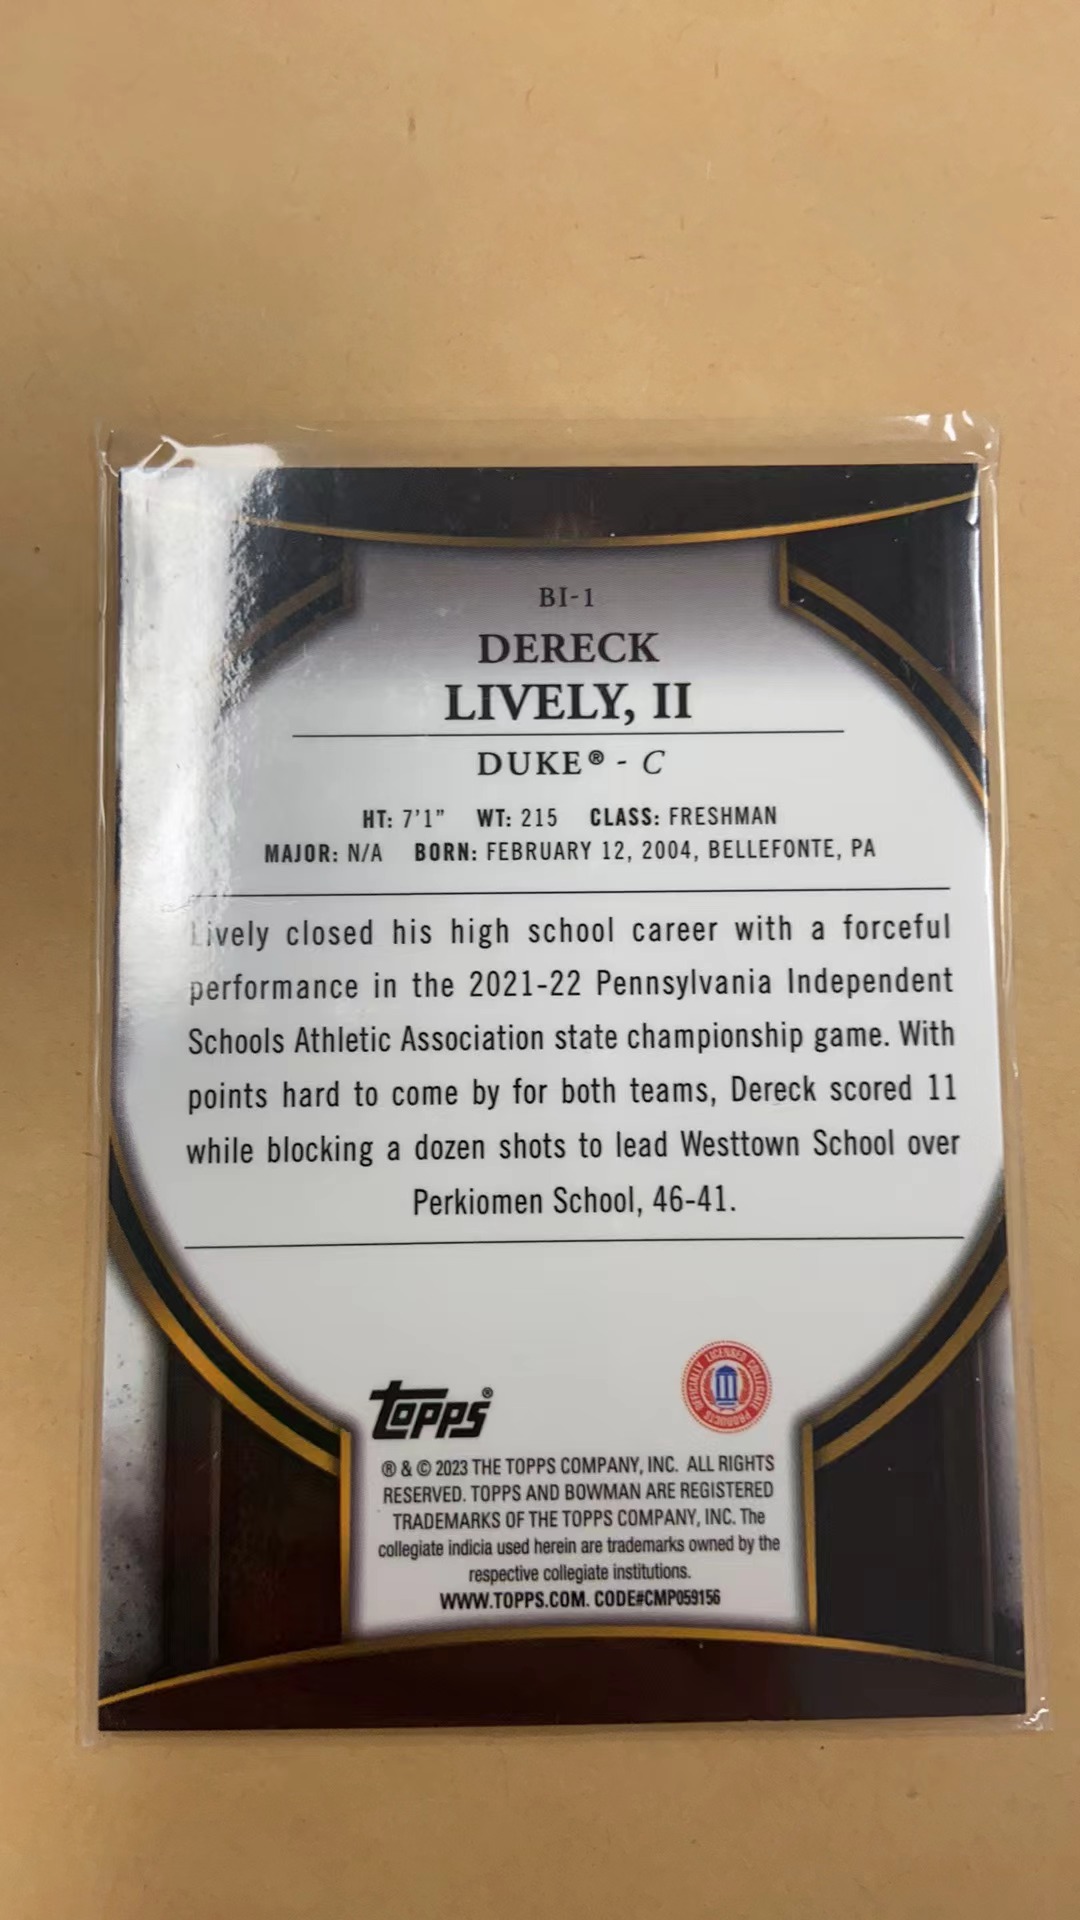 BI-1
DERECK
LIVELY, II
DUKE® - C
HT: 7'1" WT: 215 CLASS: FRESHMAN
MAJOR: N/A BORN: FEBRUARY 12, 2004, BELLEFONTE, PA
Lively closed his high school career with a forceful
performance in the 2021-22 Pennsylvania Independent
Schools Athletic Association state championship game. With
points hard to come by for both teams, Dereck scored 11
while blocking a dozen shots to lead Westtown School over
Perkiomen School, 46-41.
topps®
OFFICIALLY LICENSED COLLEGIATE PRODUCTS
® & © 2023 THE TOPPS COMPANY, INC. ALL RIGHTS
RESERVED. TOPPS AND BOWMAN ARE REGISTERED
TRADEMARKS OF THE TOPPS COMPANY, INC. The
collegiate indicia used herein are trademarks owned by the
respective collegiate institutions.
WWW.TOPPS.COM. CODE#CMP059156